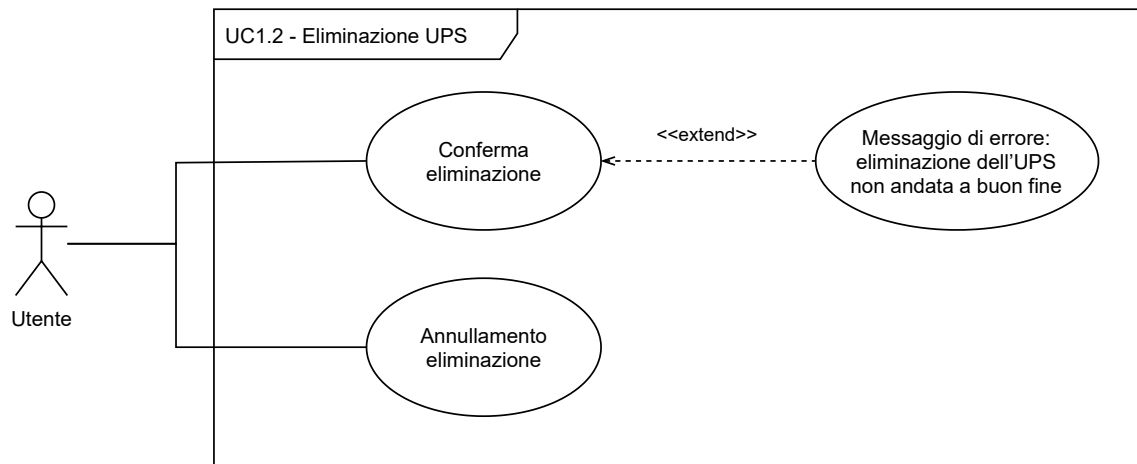 UC1.2 - Eliminazione UPS
Conferma
eliminazione
<<extend>>
Messaggio di errore:
eliminazione dell’UPS
non andata a buon fine
Utente
Annullamento
eliminazione